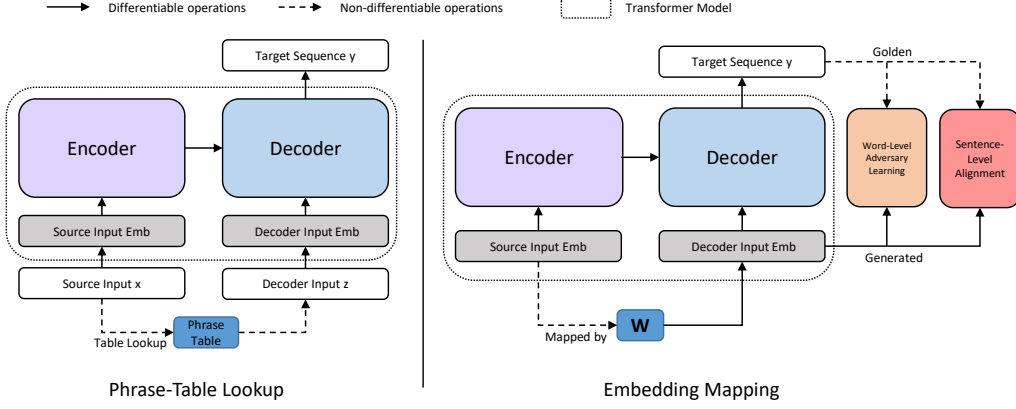 Differentiable operations
Non-differentiable operations
Transformer Model
Target Sequence y
Encoder
Decoder
Source Input Emb
Decoder Input Emb
Source Input x
Decoder Input z
Table Lookup
Phrase
Table
Phrase-Table Lookup
Target Sequence y
Golden
Encoder
Decoder
Word-Level
Adversary
Learning
Sentence-
Level
Alignment
Source Input Emb
Decoder Input Emb
Generated
Mapped by
W
Embedding Mapping